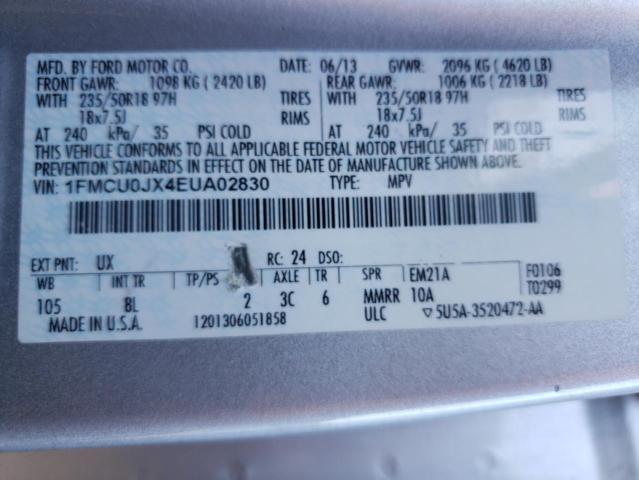 MFD. BY FORD MOTOR CO. DATE: 06/13 GVWR: 2096 KG (4620 LB)
FRONT GAWR: 1098 KG (2420 LB) REAR GAWR: 1006 KG (2218 LB)
WITH 235/50R18 97H TIRES WITH 235/50R18 97H TIRES
18x7.5J RIMS 18x7.5J RIMS
AT 240 kPa/ 35 PSI COLD AT 240 kPa/ 35 PSI COLD
THIS VEHICLE CONFORMS TO ALL APPLICABLE FEDERAL MOTOR VEHICLE SAFETY AND THEFT
PREVENTION STANDARDS IN EFFECT ON THE DATE OF MANUFACTURE SHOWN ABOVE.
VIN: 1FMCU0JX4EUA02830 TYPE: MPV
EXT PNT: UX RC: 24 DSO:
WB INT TR TP/PS AXLE TR SPR EM21A F0106
105 8L 2 3C 6 MMRR 10A T0299
MADE IN U.S.A. 1201306051858 ULC ▽5U5A-3520472-AA